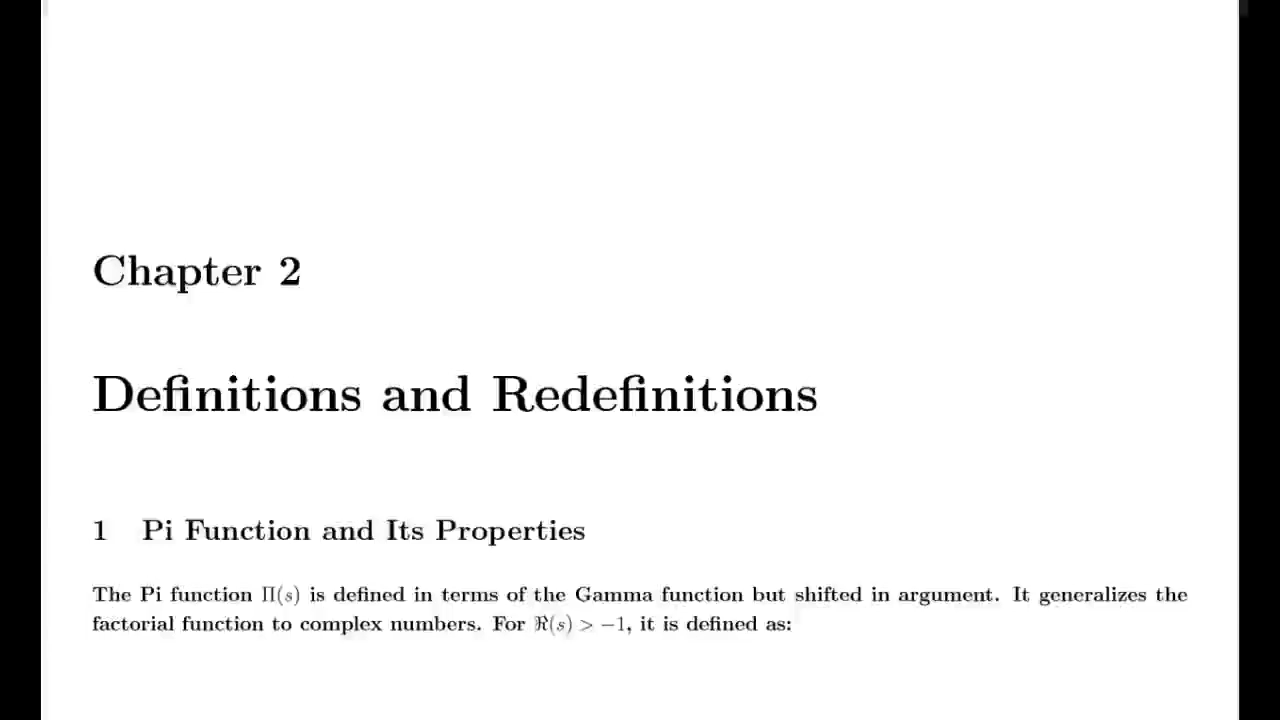 Chapter 2
Definitions and Redefinitions
1 Pi Function and Its Properties
The Pi function Π(s) is defined in terms of the Gamma function but shifted in argument. It generalizes the
factorial function to complex numbers. For ℜ(s) > −1, it is defined as: